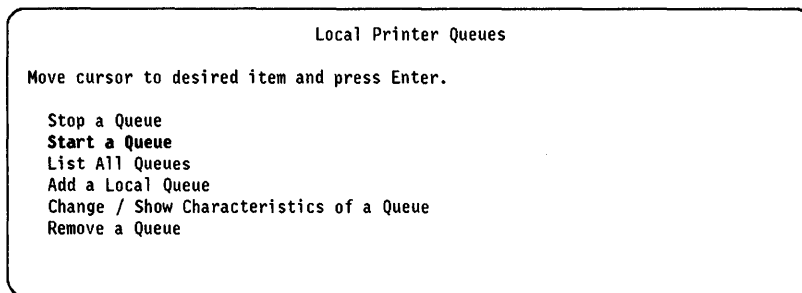 Local Printer Queues
Move cursor to desired item and press Enter.
Stop a Queue
Start a Queue
List All Queues
Add a Local Queue
Change / Show Characteristics of a Queue
Remove a Queue